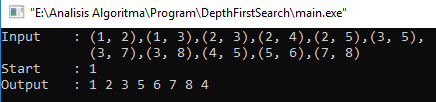 "E:\Analisis Algoritma\Program\DepthFirstSearch\main.exe"
Input : (1, 2),(1, 3),(2, 3),(2, 4),(2, 5),(3, 5),
(3, 7),(3, 8),(4, 5),(5, 6),(7, 8)
Start : 1
Output : 1 2 3 5 6 7 8 4